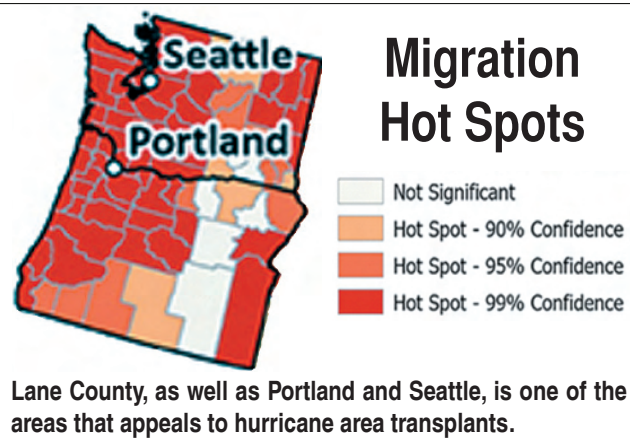 Seattle
Portland
Migration
Hot Spots
Not Significant
Hot Spot - 90% Confidence
Hot Spot - 95% Confidence
Hot Spot - 99% Confidence
Lane County, as well as Portland and Seattle, is one of the
areas that appeals to hurricane area transplants.